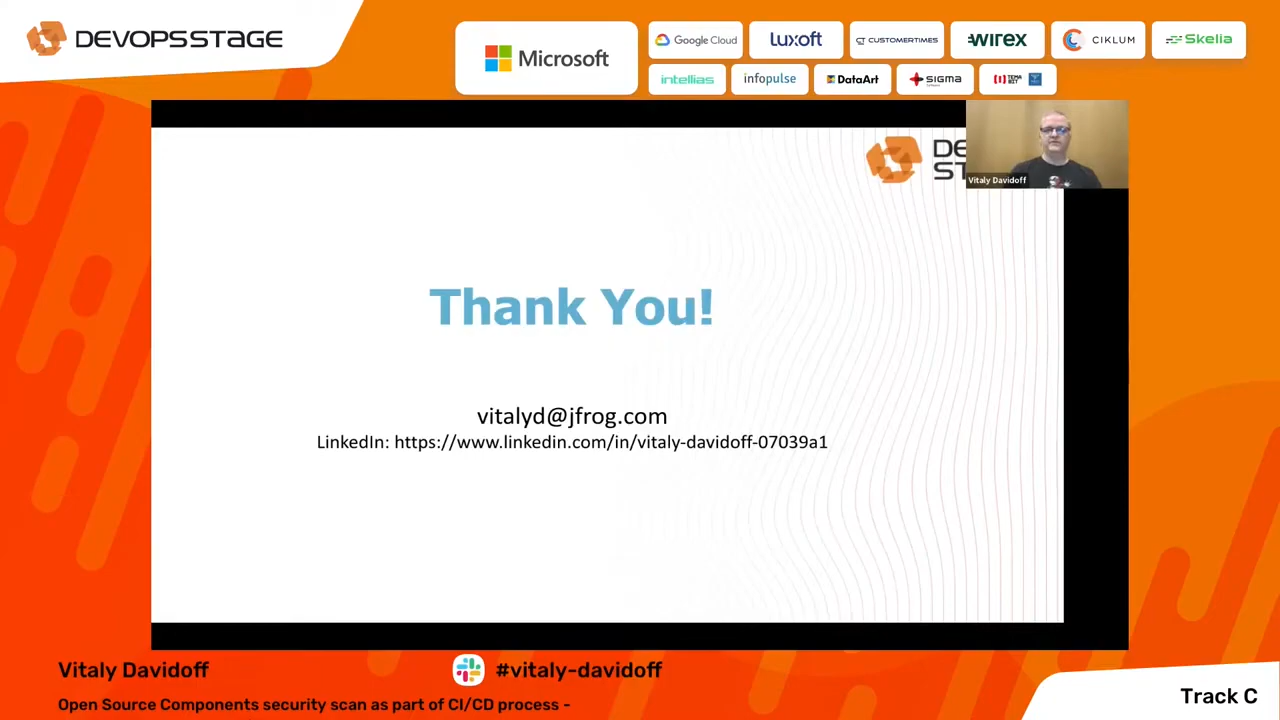 DEVOPSSTAGE
Microsoft
Google Cloud
Luxoft
CUSTOMERTIMES
wirex
CIKLUM
Skelia
intellias
infopulse
DataArt
SIGMA
DE
ST
Vitaly Davidoff
Thank You!
vitalyd@jfrog.com
LinkedIn: https://www.linkedin.com/in/vitaly-davidoff-07039a1
Vitaly Davidoff
#vitaly-davidoff
Open Source Components security scan as part of CI/CD process -
Track C